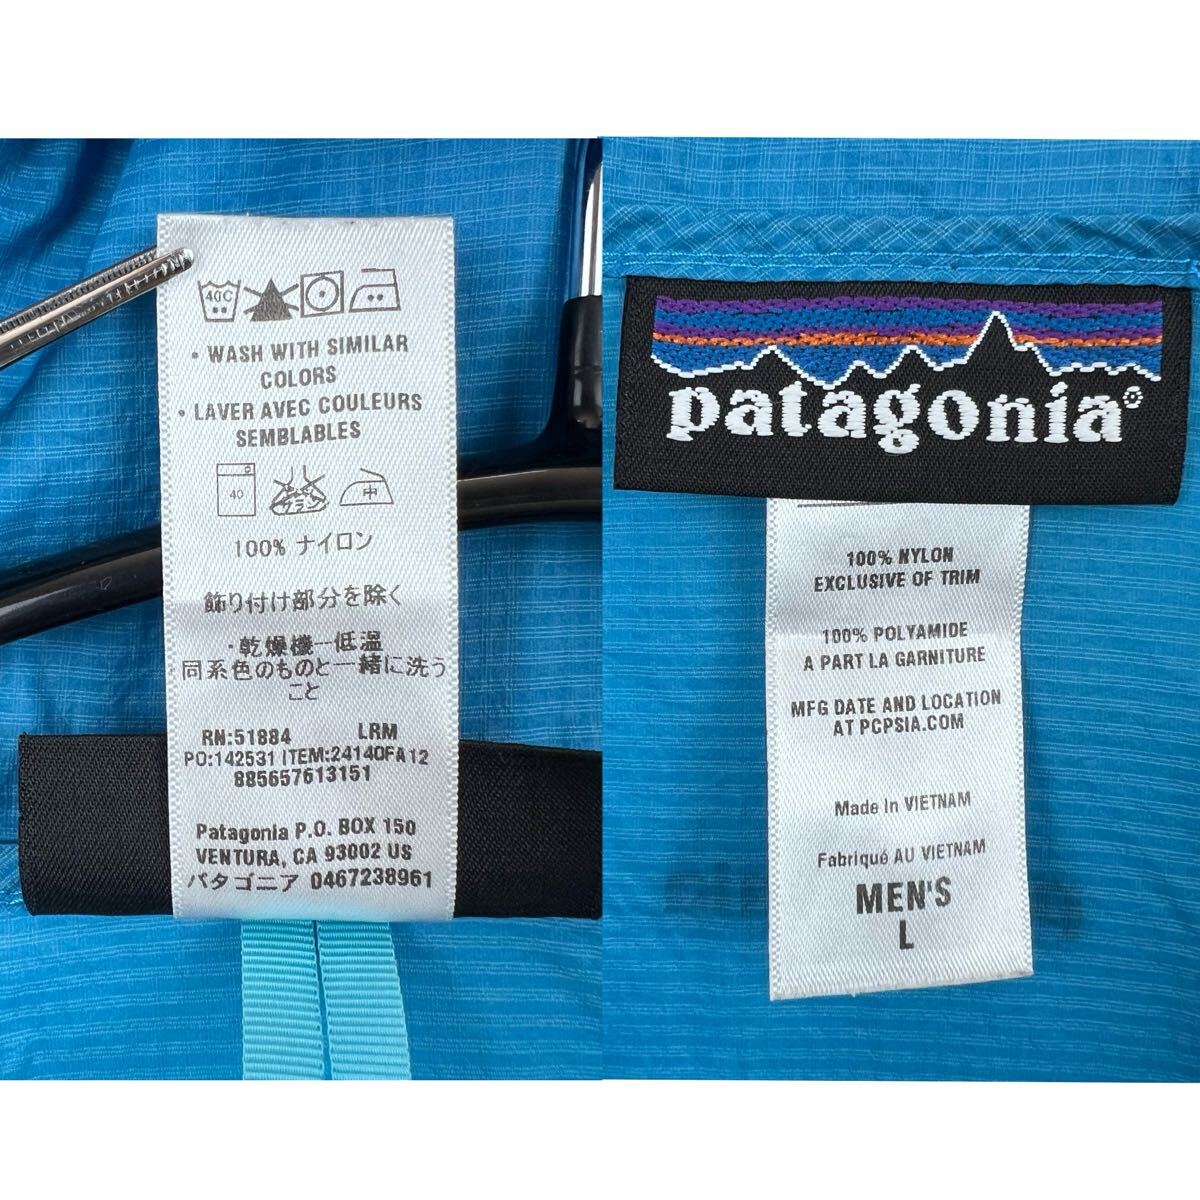 40C
• WASH WITH SIMILAR
COLORS
• LAVER AVEC COULEURS
SEMBLABLES
40
中
100% ナイロン
飾り付け部分を除く
・乾燥機ー低温
同系色のものと一緒に洗う
こと
RN:51884 LRM
PO:142531 ITEM:24140FA12
885657613151
Patagonia P.O. BOX 150
VENTURA, CA 93002 US
パタゴニア 0467238961
patagonia®
100% NYLON
EXCLUSIVE OF TRIM
100% POLYAMIDE
A PART LA GARNITURE
MFG DATE AND LOCATION
AT PCPSIA.COM
Made In VIETNAM
Fabriqué AU VIETNAM
MEN'S
L